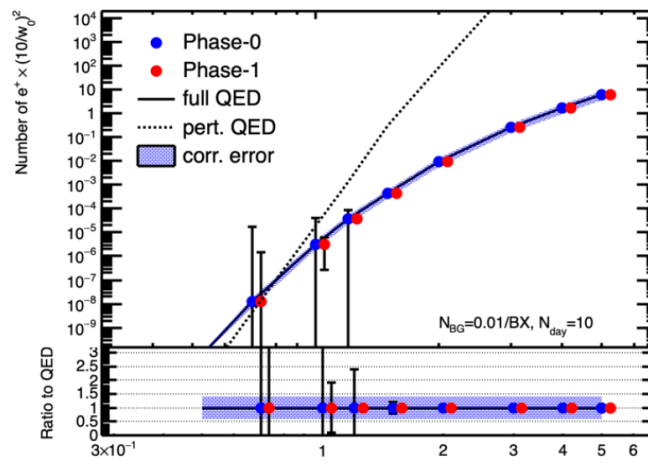 Number of e⁺ × (10/w₀)²
10⁴
10³
10²
10
1
10⁻¹
10⁻²
10⁻³
10⁻⁴
10⁻⁵
10⁻⁶
10⁻⁷
10⁻⁸
10⁻⁹
Phase-0
Phase-1
full QED
pert. QED
corr. error
N_BG=0.01/BX, N_day=10
Ratio to QED
3
2.5
2
1.5
1
0.5
0
3×10⁻¹ 1 2 3 4 5 6